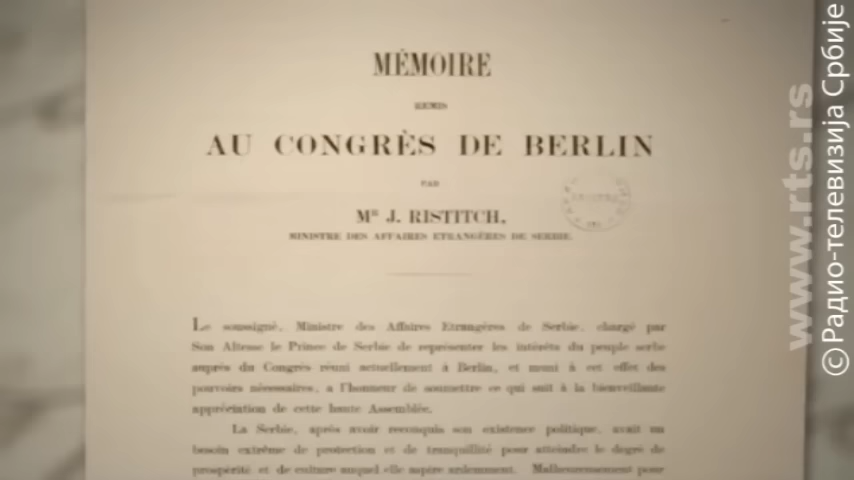 MÉMOIRE
REMIS
AU CONGRÈS DE BERLIN
PAR
Mᴿ J. RISTITCH,
MINISTRE DES AFFAIRES ETRANGÈRES DE SERBIE.
Le soussigné, Ministre des Affaires Etrangères de Serbie, chargé par
Son Altesse le Prince de Serbie de représenter les intérêts du peuple serbe
auprès du Congrès réuni actuellement à Berlin, et muni à cet effet des
pouvoirs nécessaires, a l'honneur de soumettre ce qui suit à la bienveillante
appréciation de cette haute Assemblée.
La Serbie, après avoir reconquis son existence politique, avait un
besoin extrême de protection et de tranquillité pour atteindre le degré de
prospérité et de culture auquel elle aspire ardemment. Malheureusement pour
www.rts.rs
©Радио-телевизија Србије